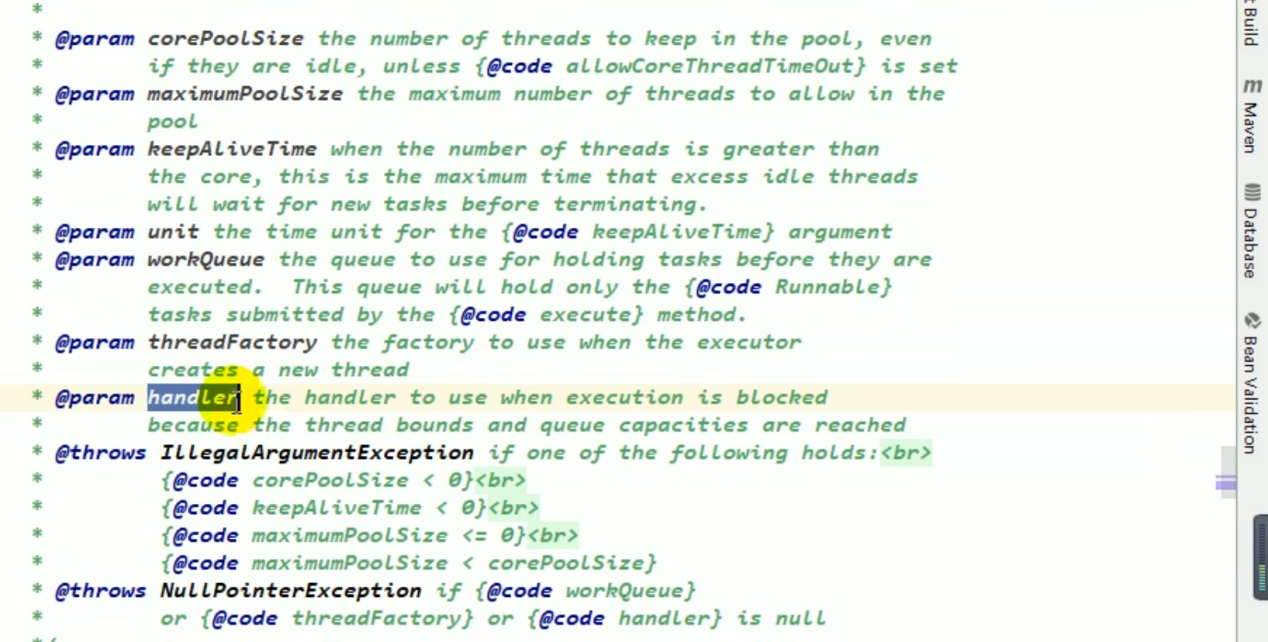 *
* @param corePoolSize the number of threads to keep in the pool, even
* if they are idle, unless {@code allowCoreThreadTimeOut} is set
* @param maximumPoolSize the maximum number of threads to allow in the
* pool
* @param keepAliveTime when the number of threads is greater than
* the core, this is the maximum time that excess idle threads
* will wait for new tasks before terminating.
* @param unit the time unit for the {@code keepAliveTime} argument
* @param workQueue the queue to use for holding tasks before they are
* executed.  This queue will hold only the {@code Runnable}
* tasks submitted by the {@code execute} method.
* @param threadFactory the factory to use when the executor
* creates a new thread
* @param handler the handler to use when execution is blocked
* because the thread bounds and queue capacities are reached
* @throws IllegalArgumentException if one of the following holds:<br>
* {@code corePoolSize < 0}<br>
* {@code keepAliveTime < 0}<br>
* {@code maximumPoolSize <= 0}<br>
* {@code maximumPoolSize < corePoolSize}
* @throws NullPointerException if {@code workQueue}
* or {@code threadFactory} or {@code handler} is null
Build
m Maven
Database
Bean Validation